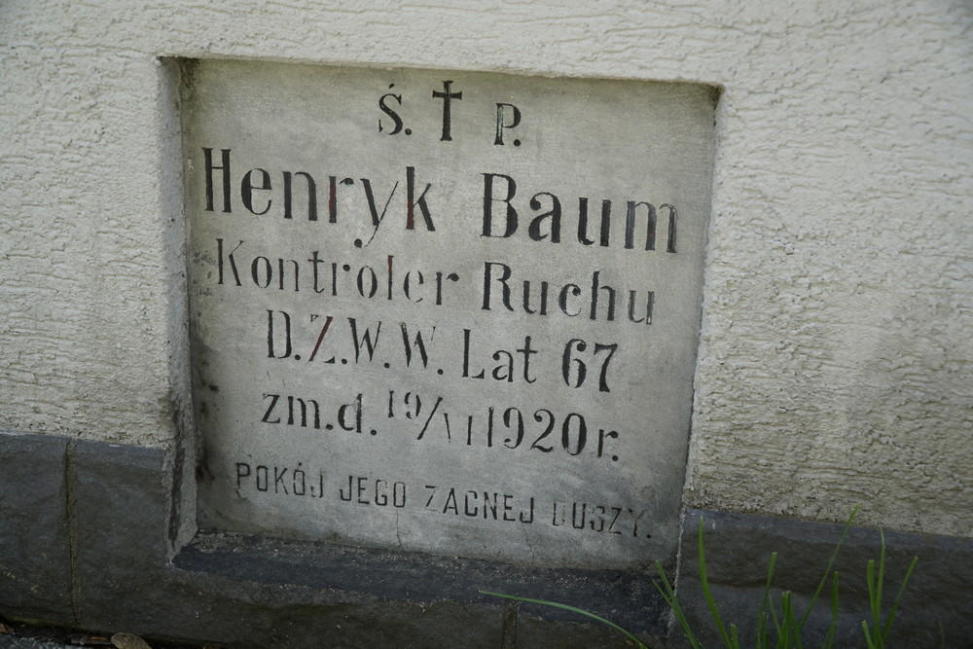 Ś. † P.
Henryk Baum
Kontroler Ruchu
D.Z.W.W. Lat 67
zm.d. 19/VI 1920 r.
POKÓJ JEGO ZACNEJ DUSZY.